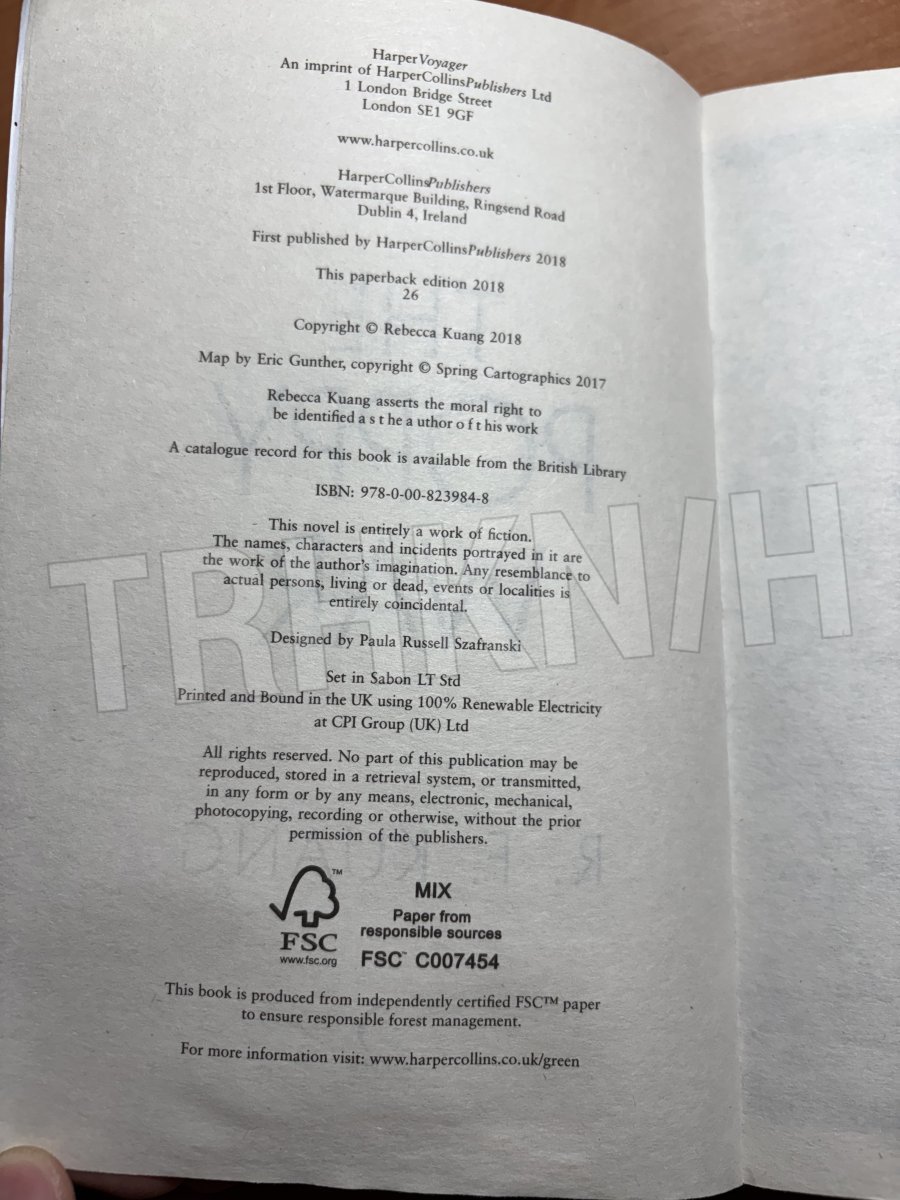 HarperVoyager
An imprint of HarperCollinsPublishers Ltd
1 London Bridge Street
London SE1 9GF
www.harpercollins.co.uk
HarperCollinsPublishers
1st Floor, Watermarque Building, Ringsend Road
Dublin 4, Ireland
First published by HarperCollinsPublishers 2018
This paperback edition 2018
26
Copyright © Rebecca Kuang 2018
Map by Eric Gunther, copyright © Spring Cartographics 2017
Rebecca Kuang asserts the moral right to
be identified a s t he a uthor o f t his work
A catalogue record for this book is available from the British Library
ISBN: 978-0-00-823984-8
This novel is entirely a work of fiction.
The names, characters and incidents portrayed in it are
the work of the author's imagination. Any resemblance to
actual persons, living or dead, events or localities is
entirely coincidental.
Designed by Paula Russell Szafranski
Set in Sabon LT Std
Printed and Bound in the UK using 100% Renewable Electricity
at CPI Group (UK) Ltd
All rights reserved. No part of this publication may be
reproduced, stored in a retrieval system, or transmitted,
in any form or by any means, electronic, mechanical,
photocopying, recording or otherwise, without the prior
permission of the publishers.
FSC™
www.fsc.org
MIX
Paper from
responsible sources
FSC™ C007454
This book is produced from independently certified FSC™ paper
to ensure responsible forest management.
For more information visit: www.harpercollins.co.uk/green
TRHKNIH